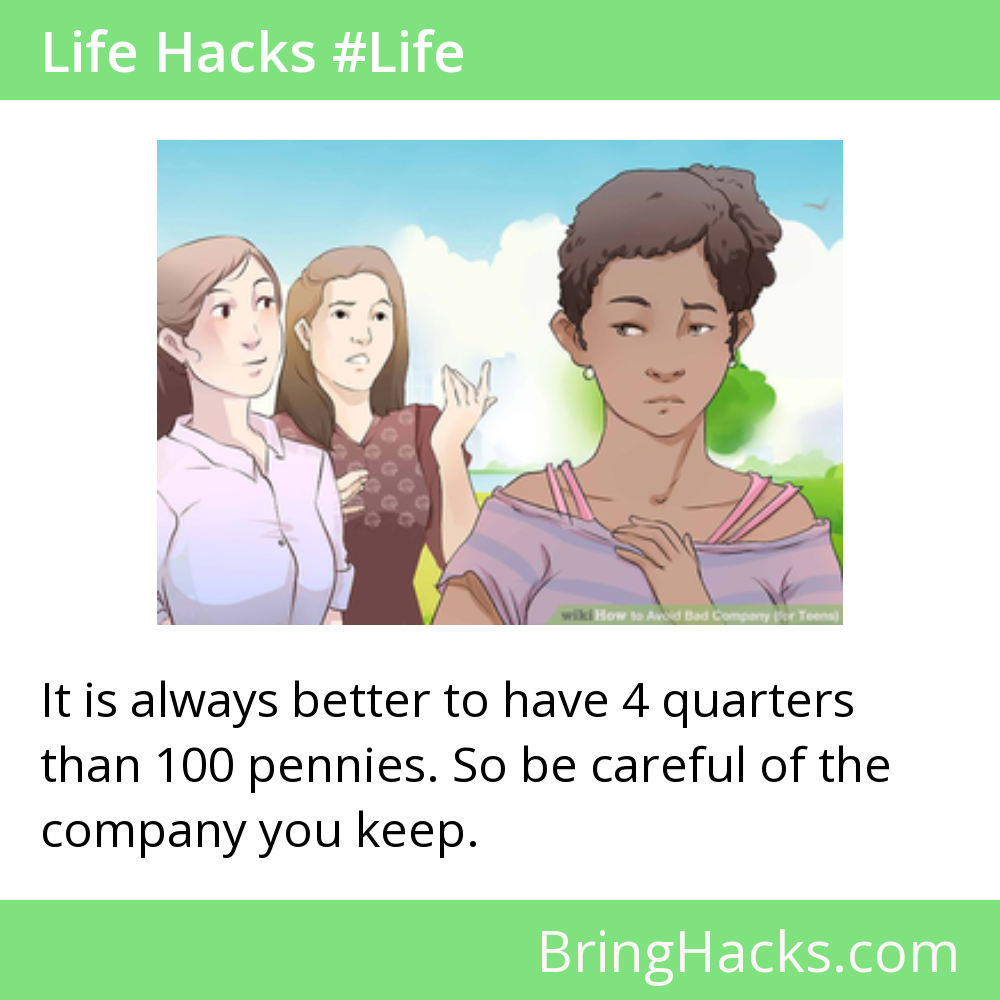 Life Hacks #Life
wikiHow to Avoid Bad Company (for Teens)
It is always better to have 4 quarters
than 100 pennies. So be careful of the
company you keep.
BringHacks.com